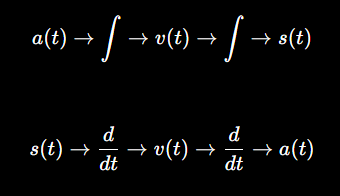 a(t) → ∫ → v(t) → ∫ → s(t)
s(t) → d/dt → v(t) → d/dt → a(t)